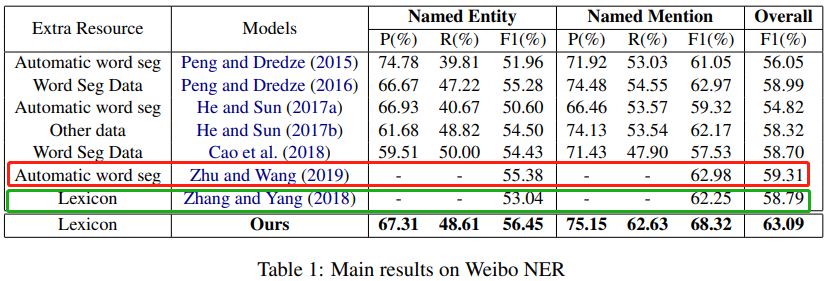 Extra Resource Models Named Entity Named Mention Overall
P(%) R(%) F1(%) P(%) R(%) F1(%) F1(%)
Automatic word seg Peng and Dredze (2015) 74.78 39.81 51.96 71.92 53.03 61.05 56.05
Word Seg Data Peng and Dredze (2016) 66.67 47.22 55.28 74.48 54.55 62.97 58.99
Automatic word seg He and Sun (2017a) 66.93 40.67 50.60 66.46 53.57 59.32 54.82
Other data He and Sun (2017b) 61.68 48.82 54.50 74.13 53.54 62.17 58.32
Word Seg Data Cao et al. (2018) 59.51 50.00 54.43 71.43 47.90 57.53 58.70
Automatic word seg Zhu and Wang (2019) - - 55.38 - - 62.98 59.31
Lexicon Zhang and Yang (2018) - - 53.04 - - 62.25 58.79
Lexicon Ours 67.31 48.61 56.45 75.15 62.63 68.32 63.09
Table 1: Main results on Weibo NER